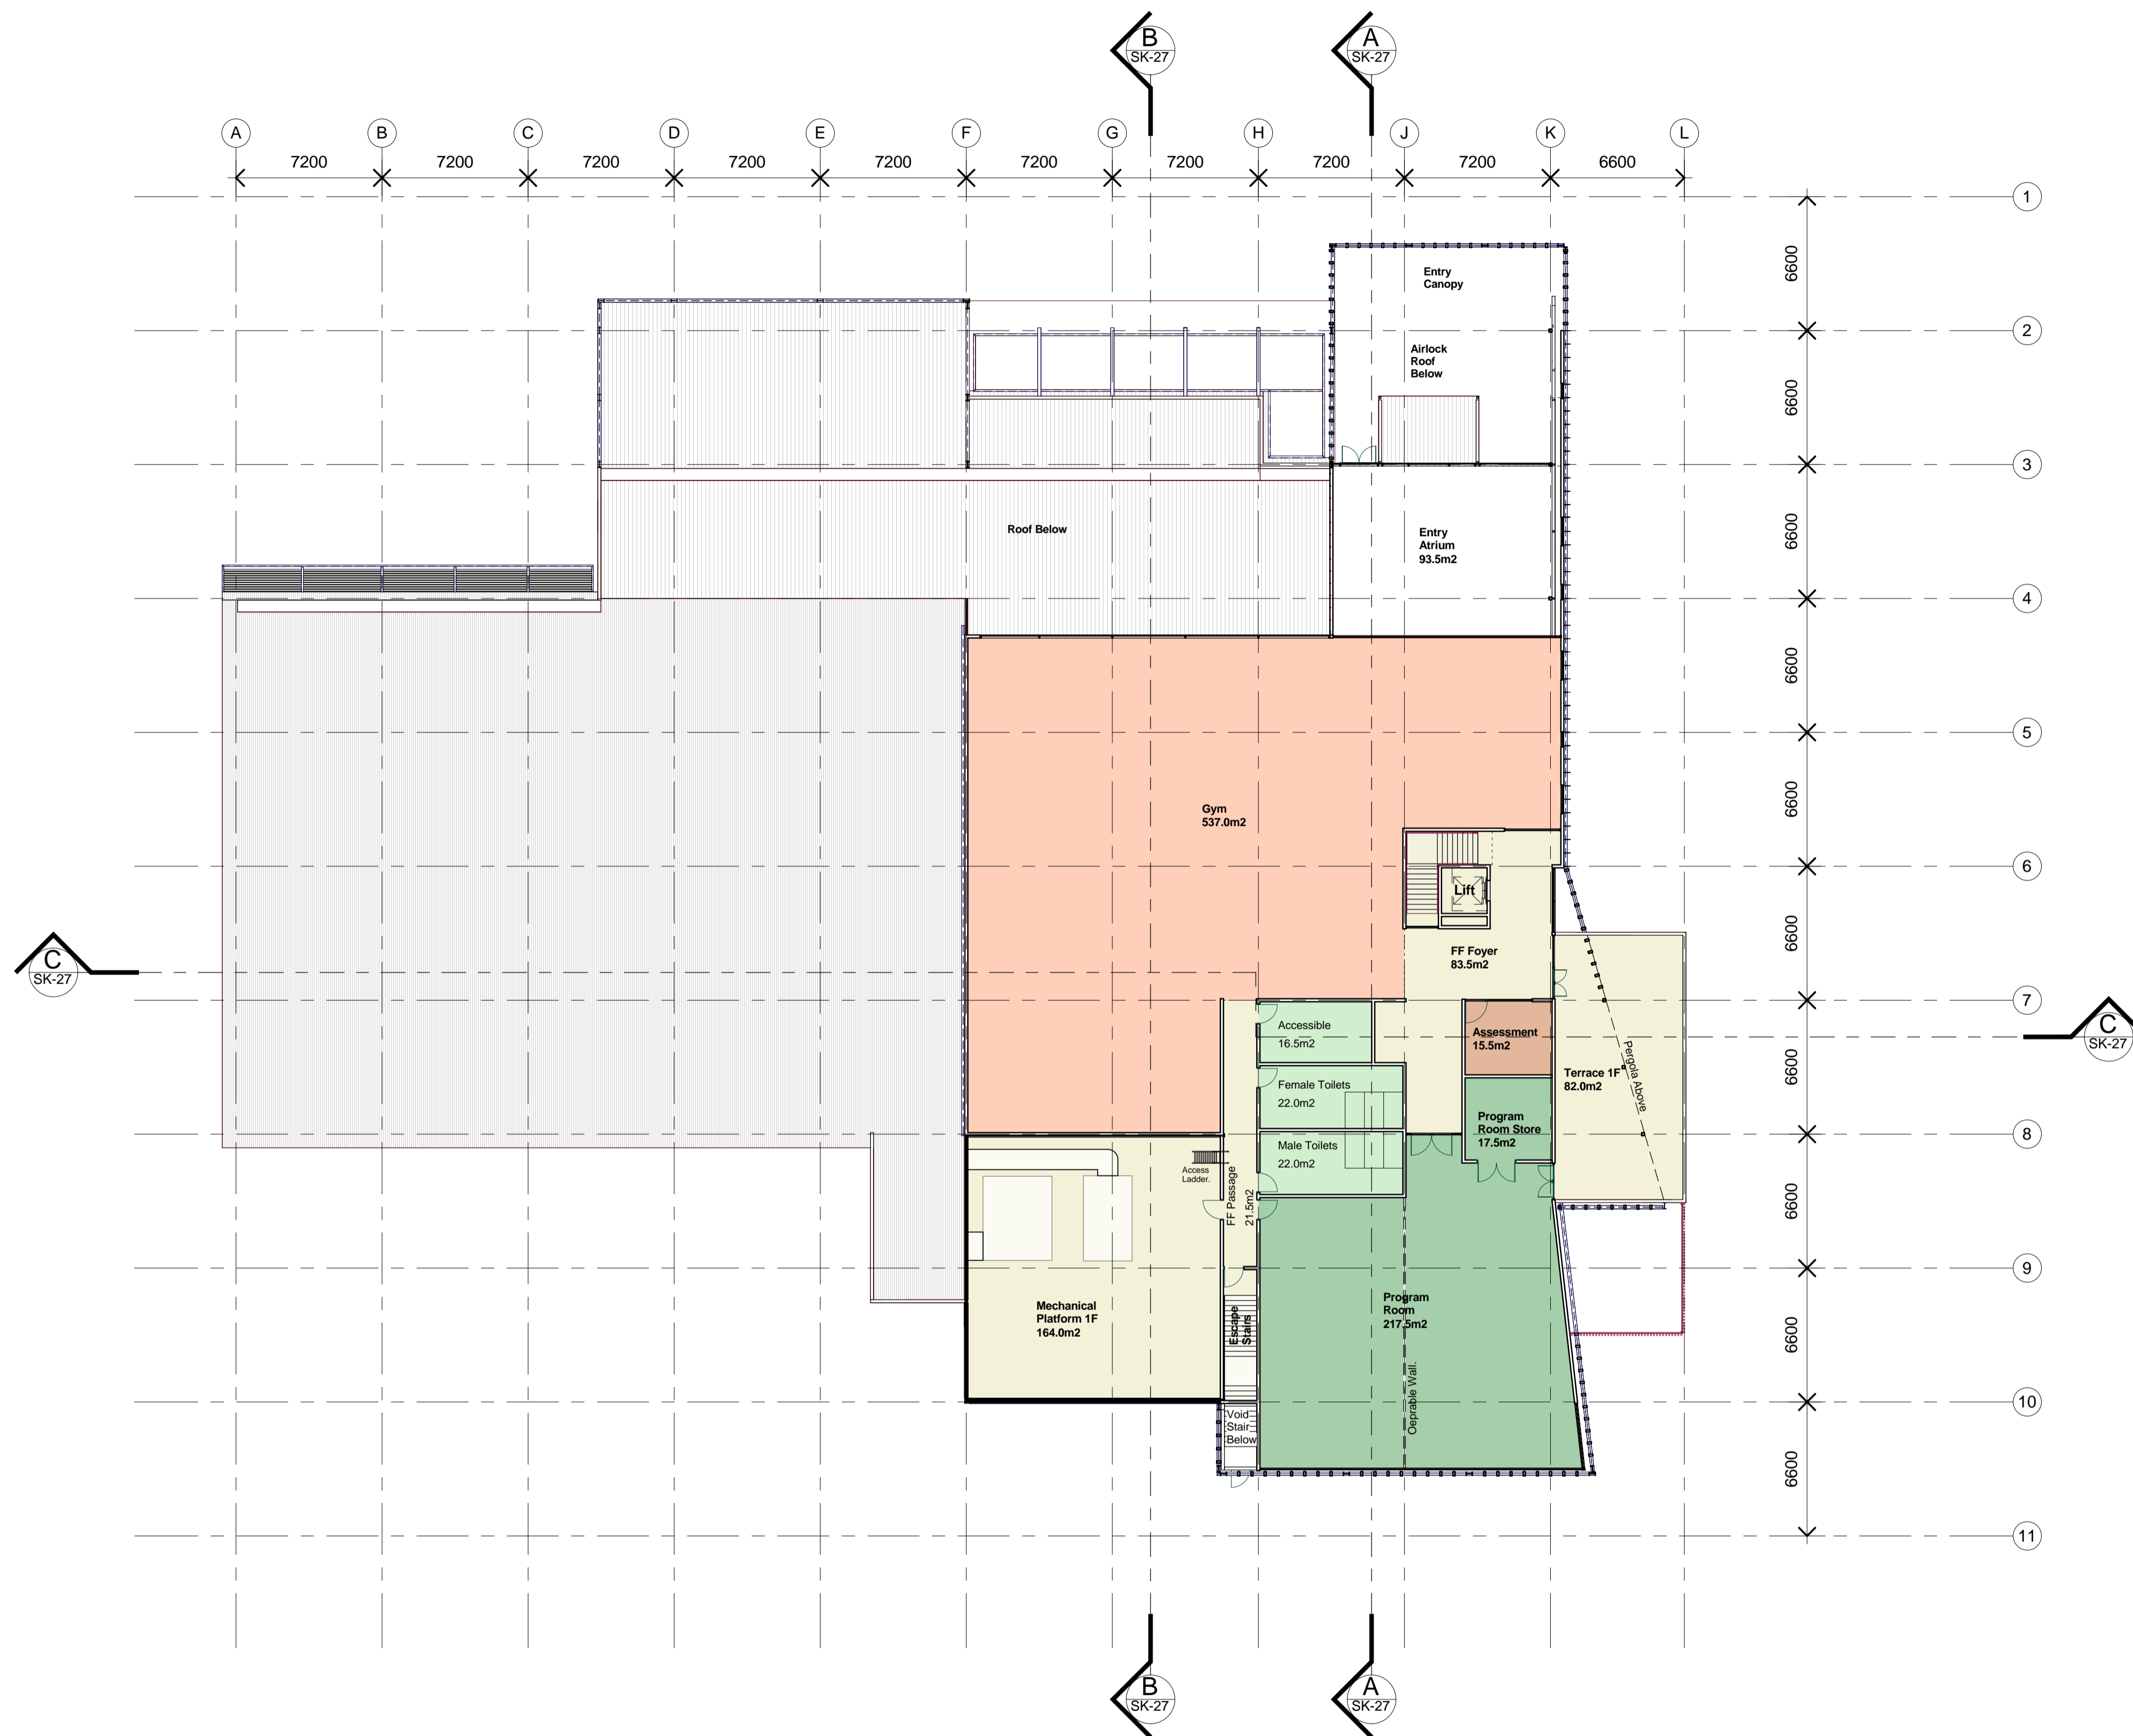 B
SK-27
A
SK-27
A
B
C
D
E
F
G
H
J
K
L
7200
7200
7200
7200
7200
7200
7200
7200
7200
6600
1
6600
Entry
Canopy
2
Airlock
Roof
Below
6600
3
Roof Below
Entry
Atrium
93.5m2
6600
4
6600
5
Gym
537.0m2
6600
6
Lift
C
SK-27
FF Foyer
83.5m2
6600
7
C
SK-27
Accessible
16.5m2
Assessment
15.5m2
Pergola Above
Terrace 1F
82.0m2
6600
Female Toilets
22.0m2
Program
Room Store
17.5m2
8
Male Toilets
22.0m2
Access
Ladder.
FF Passage
21.5m2
6600
9
Mechanical
Platform 1F
164.0m2
Escape
Stairs
Program
Room
217.5m2
6600
Oeprable Wall.
10
Void
Stair
Below
6600
11
B
SK-27
A
SK-27